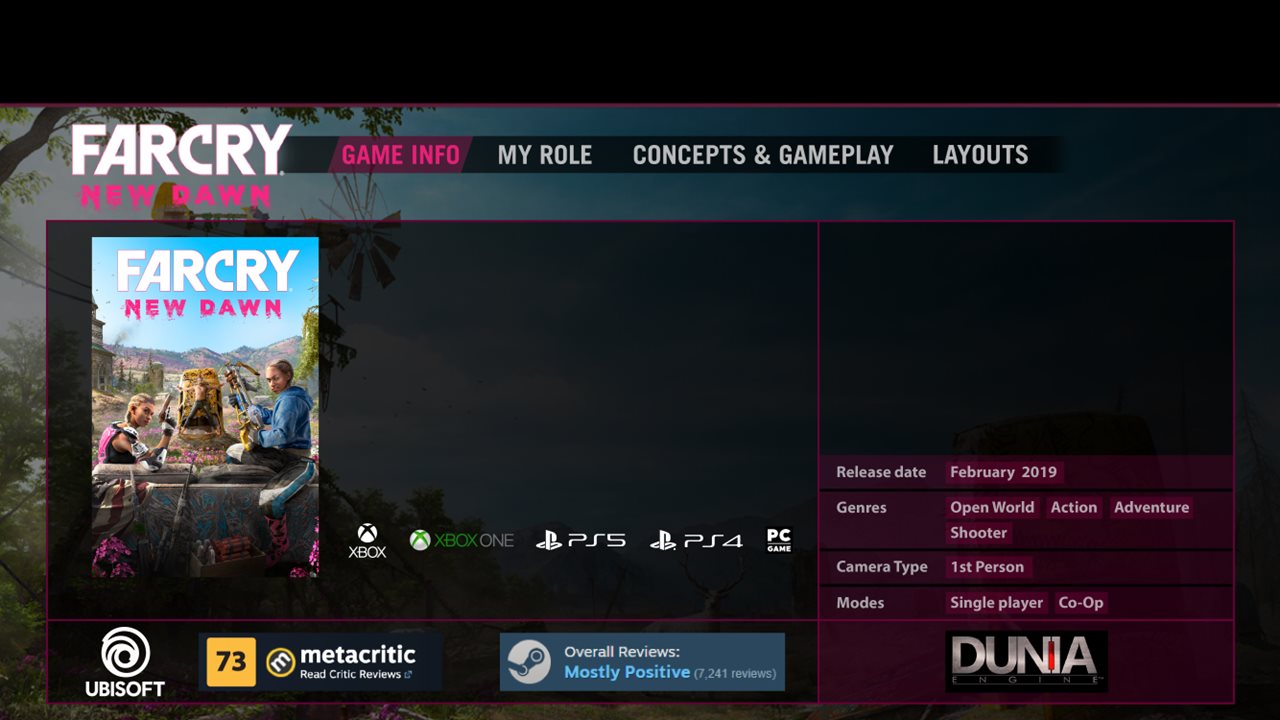 FARCRY
NEW DAWN
GAME INFO
MY ROLE
CONCEPTS & GAMEPLAY
LAYOUTS
FARCRY
NEW DAWN
XBOX
XBOX ONE
PS5
PS4
PC
GAME
Release date February 2019
Genres Open World Action Adventure
Shooter
Camera Type 1st Person
Modes Single player Co-Op
UBISOFT
73
metacritic
Read Critic Reviews
Overall Reviews:
Mostly Positive (7,241 reviews)
DUNIA
ENGINE™